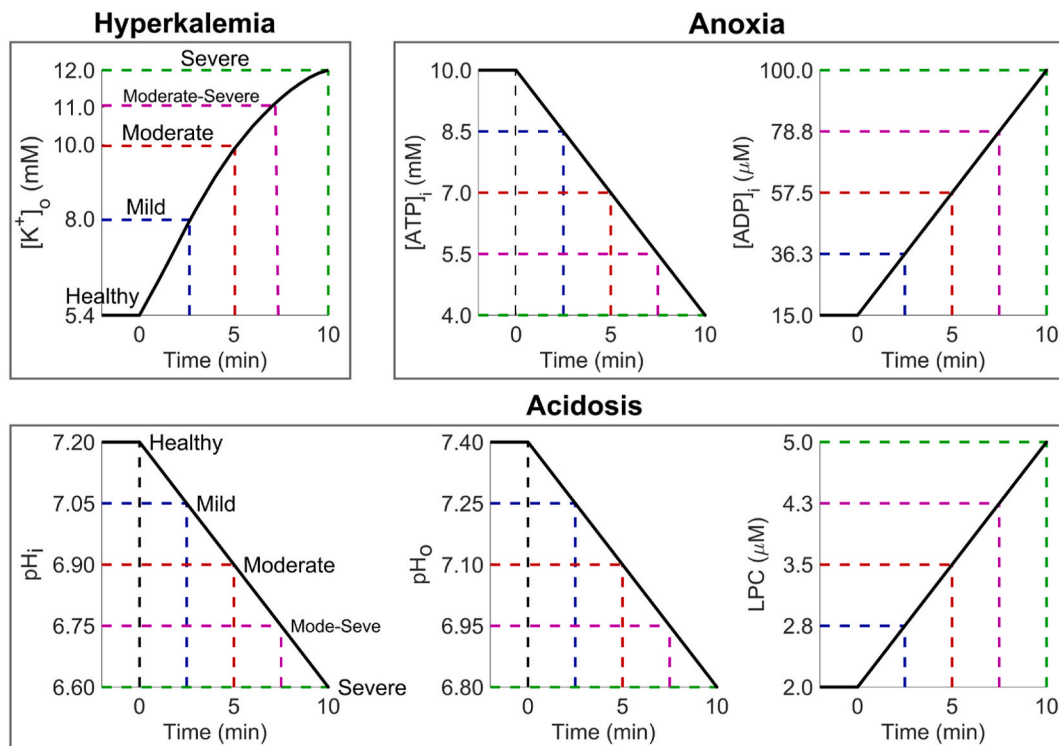 Hyperkalemia
Anoxia
12.0
Severe
11.0
Moderate-Severe
10.0
Moderate
8.0
Mild
Healthy
5.4
[K+]o (mM)
0 5 10
Time (min)
10.0
8.5
7.0
5.5
4.0
[ATP]i (mM)
0 5 10
Time (min)
100.0
78.8
57.5
36.3
15.0
[ADP]i (μM)
0 5 10
Time (min)
Acidosis
7.20
Healthy
7.05
Mild
6.90
Moderate
6.75
Mode-Seve
6.60
Severe
pHi
0 5 10
Time (min)
7.40
7.25
7.10
6.95
6.80
pHo
0 5 10
Time (min)
5.0
4.3
3.5
2.8
2.0
LPC (μM)
0 5 10
Time (min)